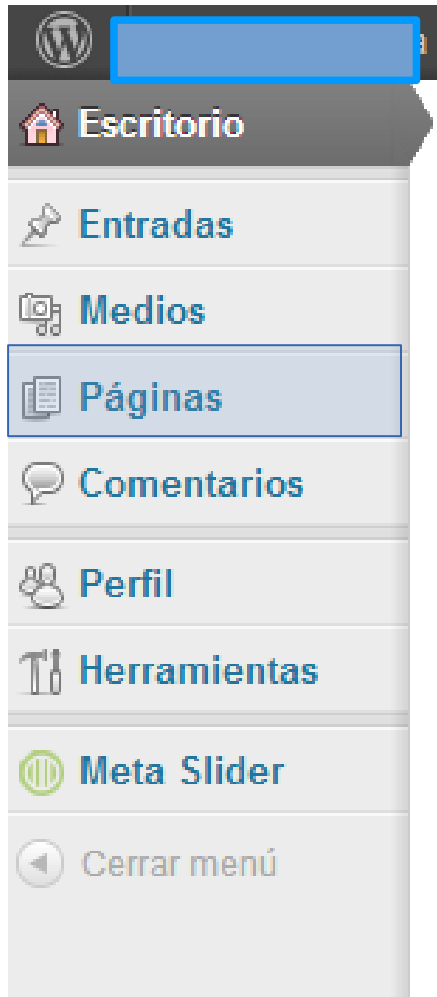 Escritorio
Entradas
Medios
Páginas
Comentarios
Perfil
Herramientas
Meta Slider
Cerrar menú